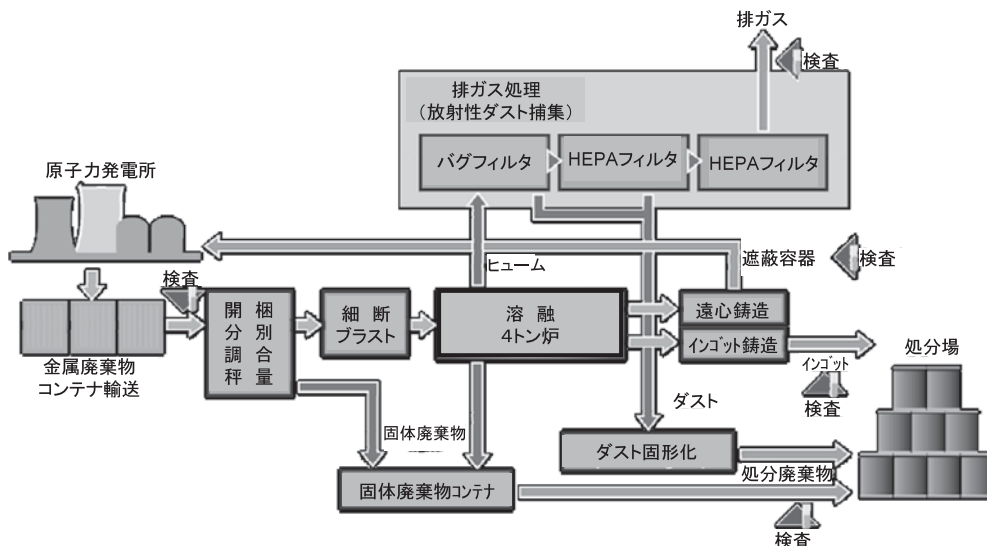 排ガス
検査
排ガス処理
(放射性ダスト捕集)
バグフィルタ
HEPAフィルタ
HEPAフィルタ
原子力発電所
ヒューム
遮蔽容器
検査
検査
開梱
分別
調合
秤量
細断
ブラスト
溶融
4トン炉
遠心鋳造
インゴット鋳造
金属廃棄物
コンテナ輸送
インゴット
検査
処分場
ダスト
固体廃棄物
ダスト固形化
処分廃棄物
固体廃棄物コンテナ
検査